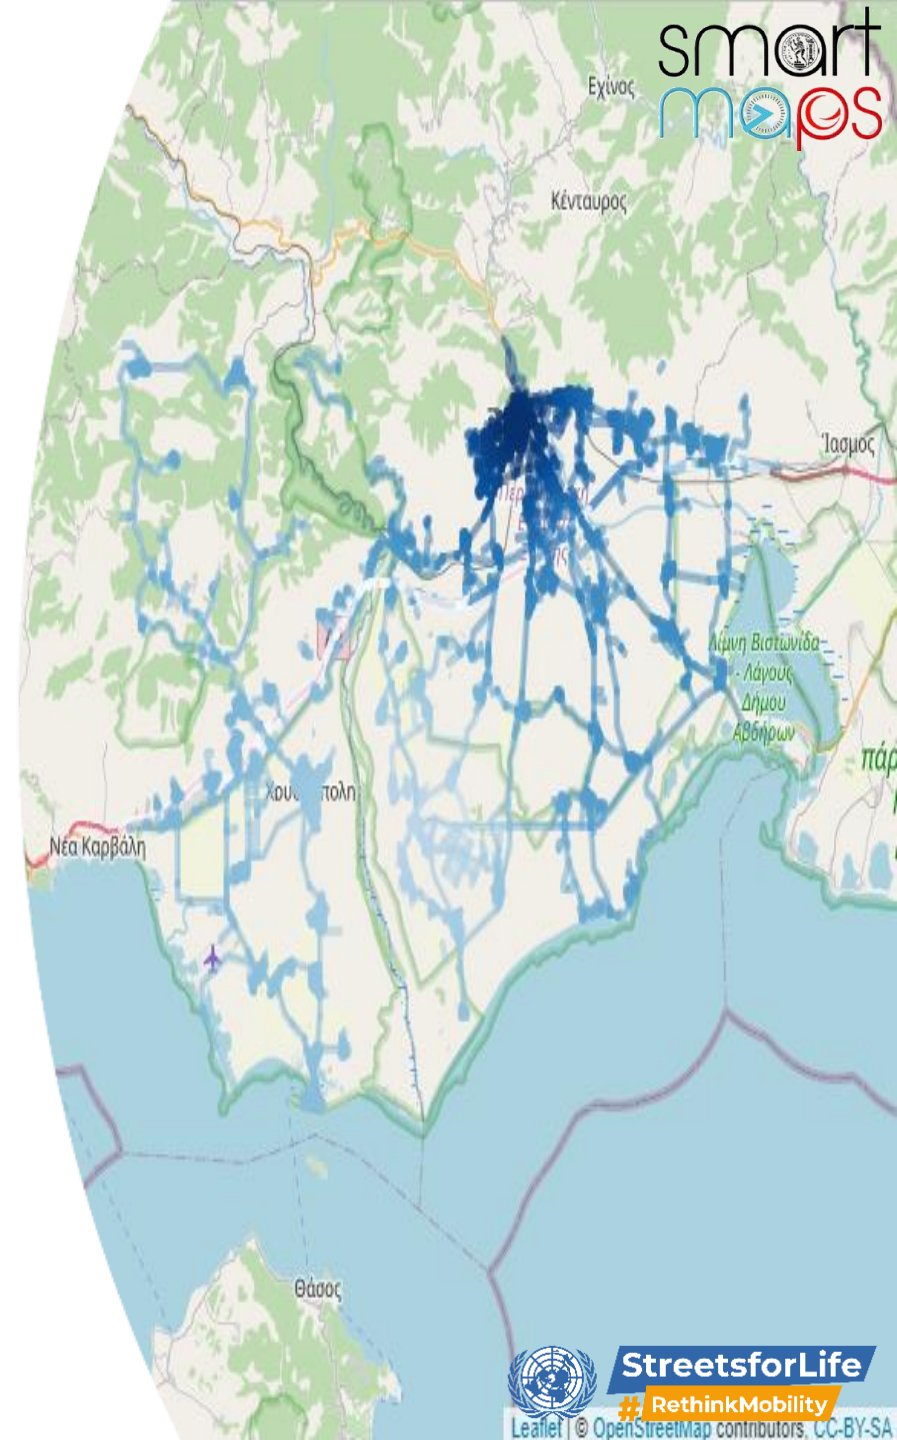 smart
maps
Εχίνος
Κένταυρος
Ίασμος
Λίμνη Βιστωνίδα
- Λάγους
Δήμου
Αβδήρων
πάρ
Νέα Καρβάλη
Θάσος
StreetsforLife
# RethinkMobility
Leaflet | © OpenStreetMap contributors, CC-BY-SA